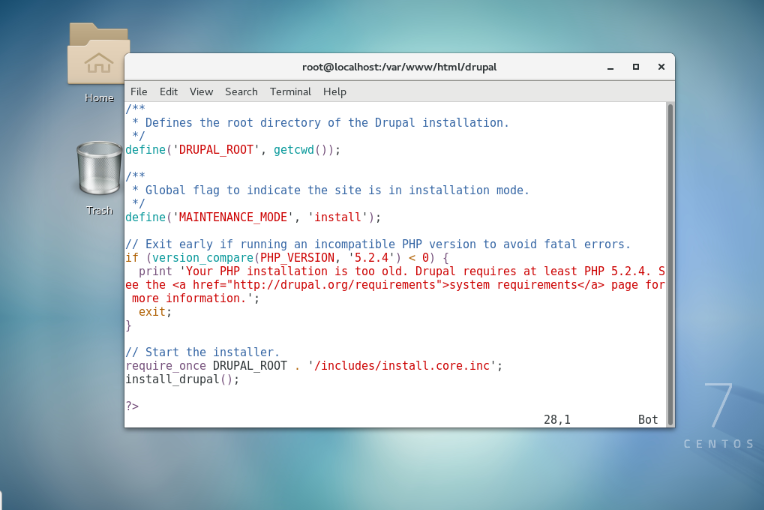 Home
Trash
root@localhost:/var/www/html/drupal
File Edit View Search Terminal Help
/**
 * Defines the root directory of the Drupal installation.
 */
define('DRUPAL_ROOT', getcwd());
/**
 * Global flag to indicate the site is in installation mode.
 */
define('MAINTENANCE_MODE', 'install');
// Exit early if running an incompatible PHP version to avoid fatal errors.
if (version_compare(PHP_VERSION, '5.2.4') < 0) {
  print 'Your PHP installation is too old. Drupal requires at least PHP 5.2.4. S
ee the <a href="http://drupal.org/requirements">system requirements</a> page for
 more information.';
  exit;
}
// Start the installer.
require_once DRUPAL_ROOT . '/includes/install.core.inc';
install_drupal();
?>
28,1 Bot
7
CENTOS